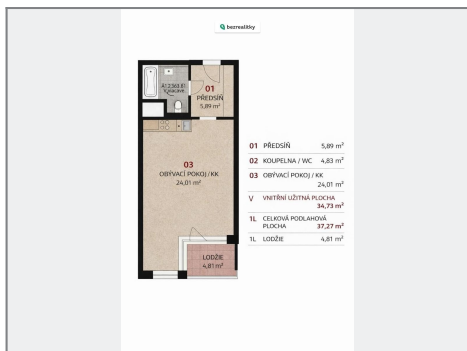 bezrealitky
01
PŘEDSÍŇ
5,89 m²
03
OBÝVACÍ POKOJ / KK
24,01 m²
LODŽIE
4,81 m²
01 PŘEDSÍŇ 5,89 m²
02 KOUPELNA / WC 4,83 m²
03 OBÝVACÍ POKOJ / KK
24,01 m²
V VNITŘNÍ UŽITNÁ PLOCHA
34,73 m²
1L CELKOVÁ PODLAHOVÁ
PLOCHA 37,27 m²
1L LODŽIE 4,81 m²